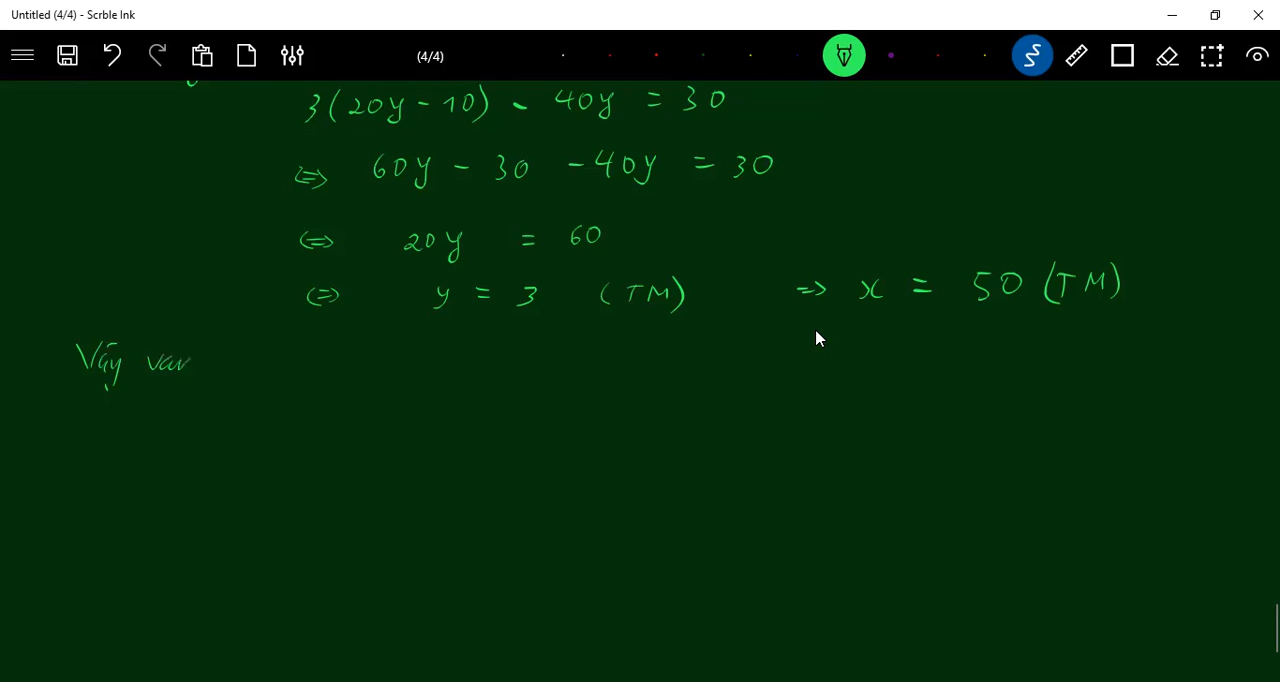 Untitled (4/4) - Scrble Ink
(4/4)
3(20y - 10) - 40y = 30
<=> 60y - 30 - 40y = 30
<=> 20y = 60
<=> y = 3 (TM) => x = 50 (TM)
Vậy van